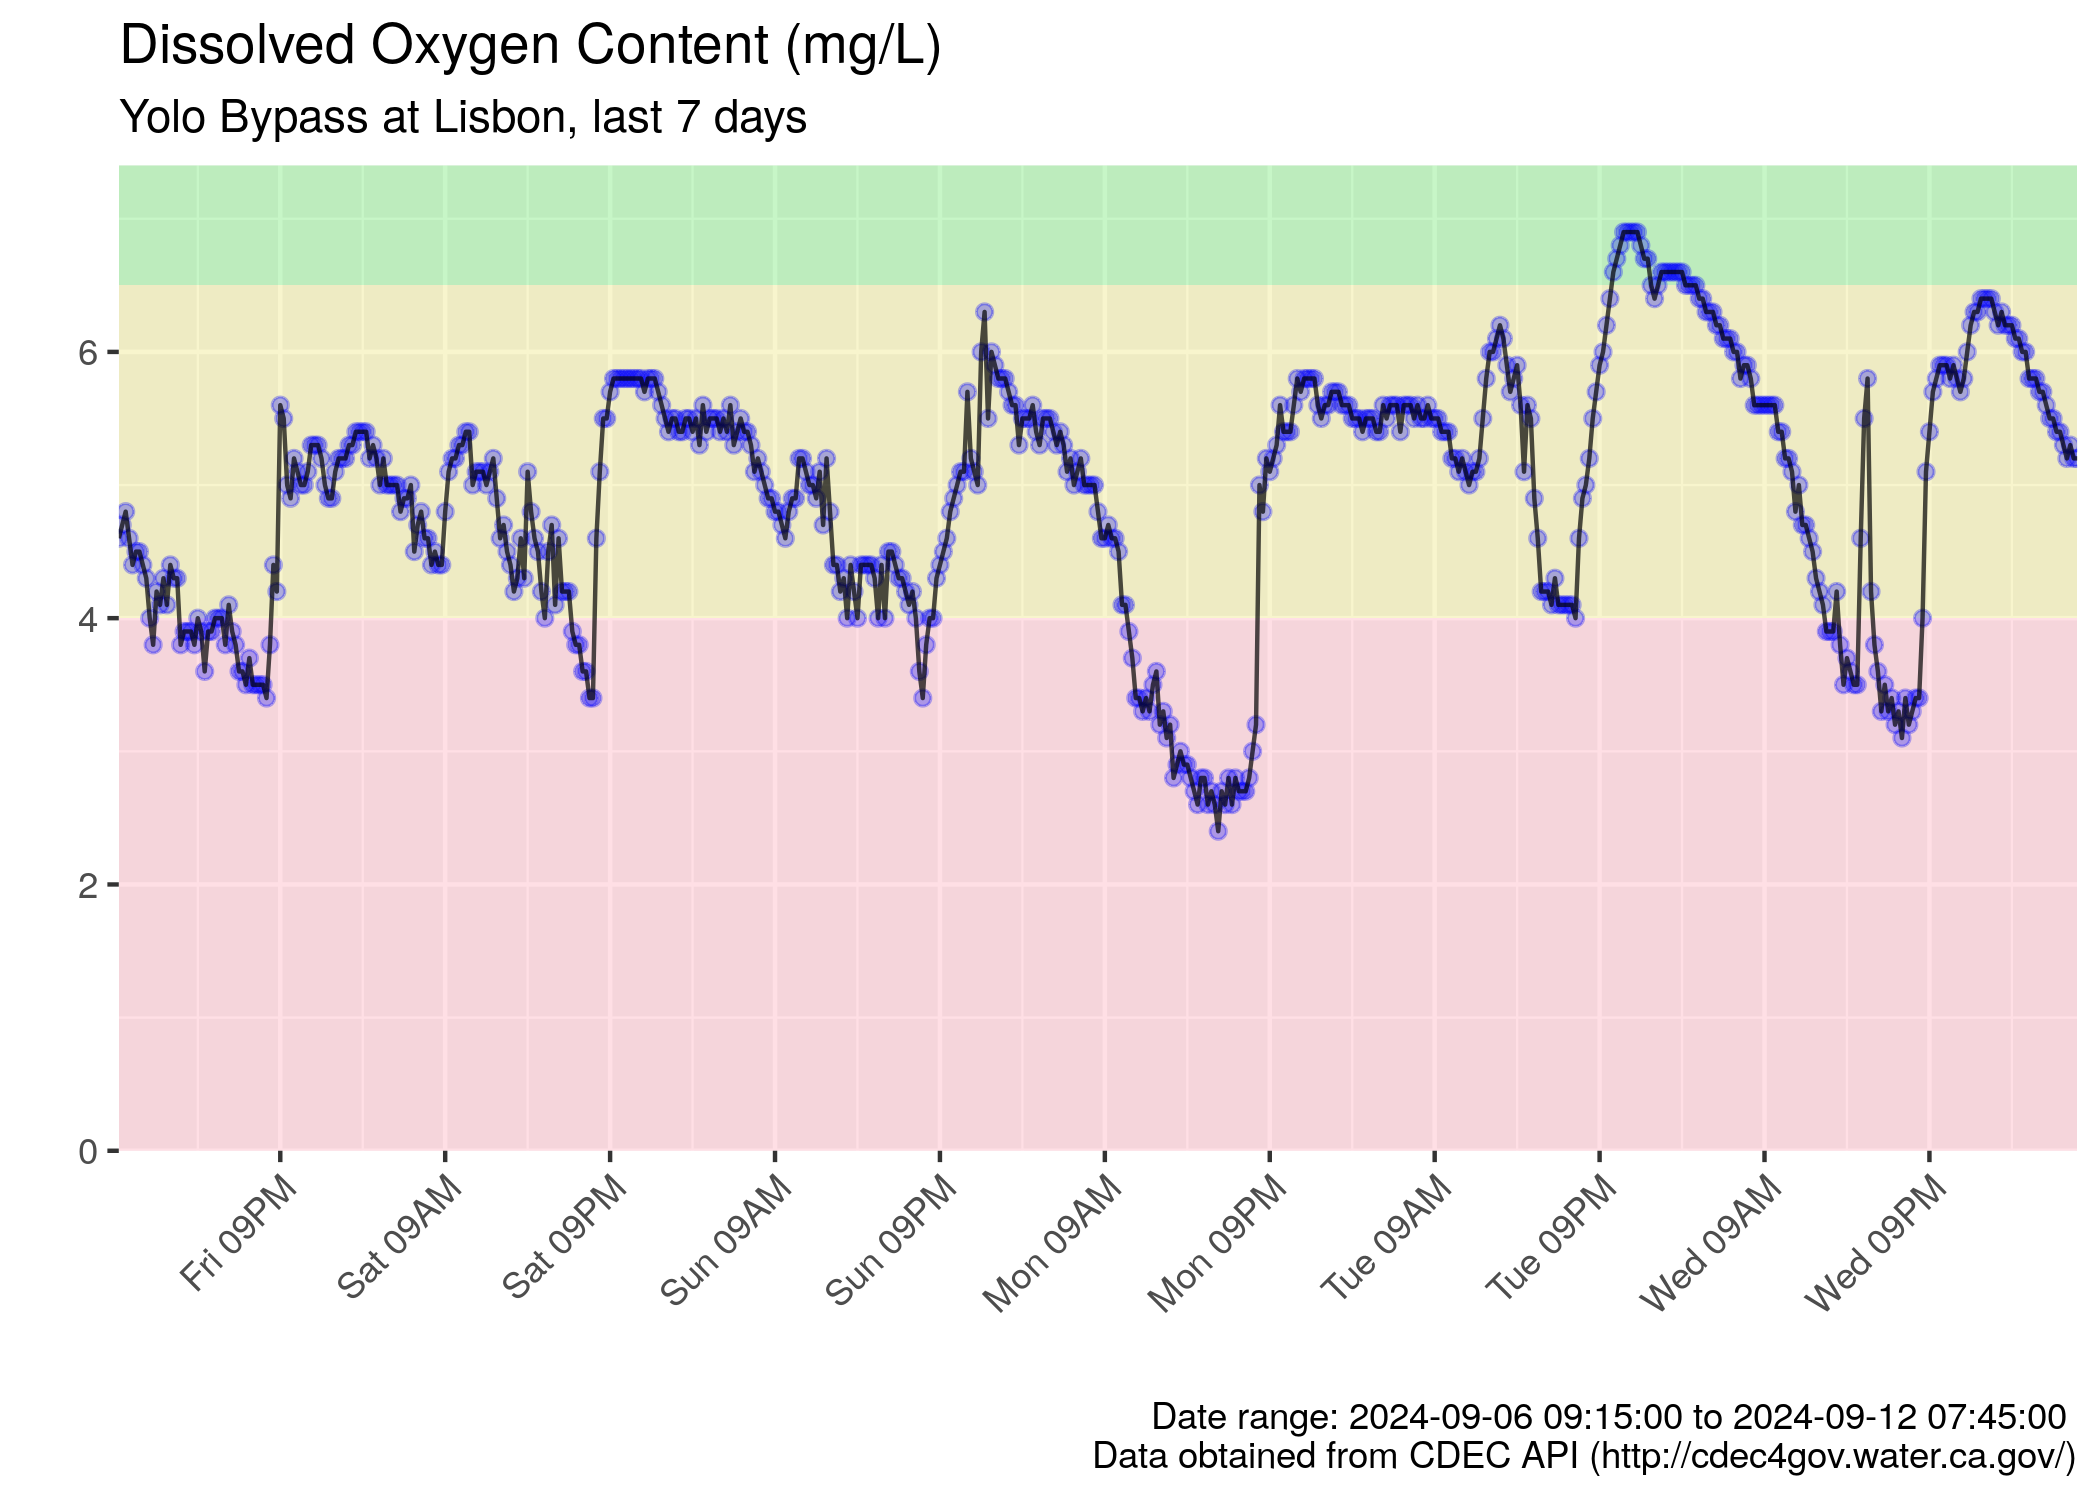 Dissolved Oxygen Content (mg/L)
Yolo Bypass at Lisbon, last 7 days
6
4
2
0
Fri 09PM
Sat 09AM
Sat 09PM
Sun 09AM
Sun 09PM
Mon 09AM
Mon 09PM
Tue 09AM
Tue 09PM
Wed 09AM
Wed 09PM
Date range: 2024-09-06 09:15:00 to 2024-09-12 07:45:00
Data obtained from CDEC API (http://cdec4gov.water.ca.gov/)